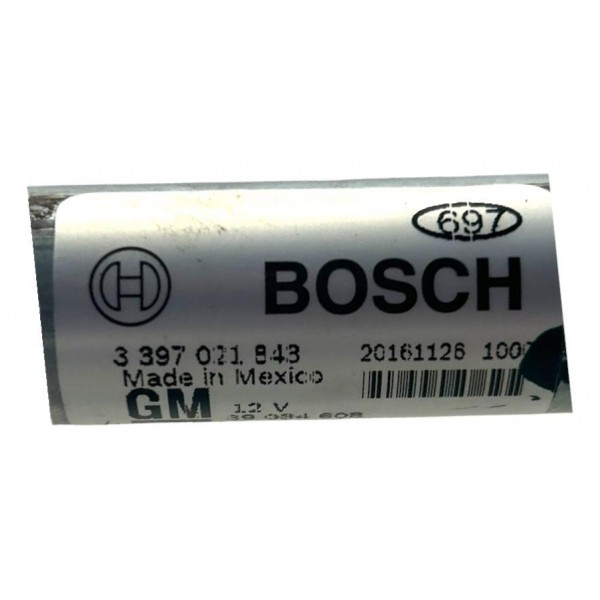 697
BOSCH
3 397 021 843
20161126
Made in Mexico
GM
12 V